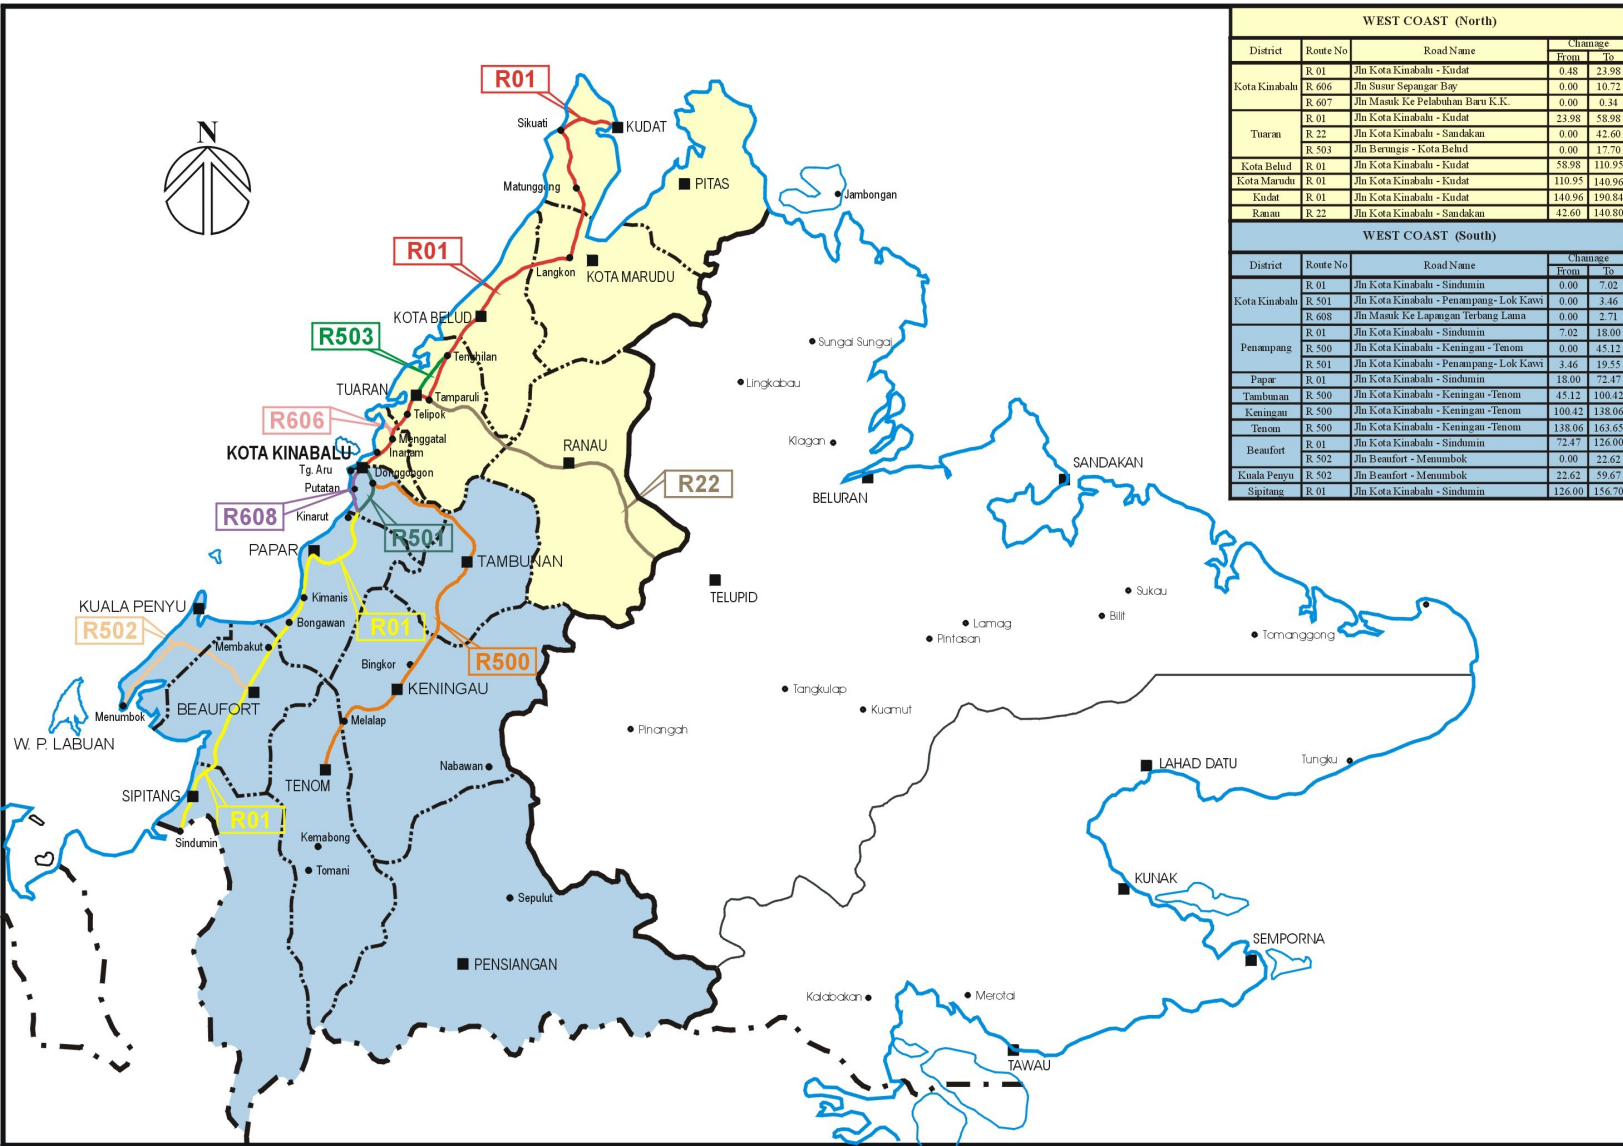 WEST COAST (North)
District Route No Road Name Chainage
From To
Kota Kinabalu R 01 Jln Kota Kinabalu - Kudat 0.48 23.98
R 606 Jln Susur Sepangar Bay 0.00 10.72
R 607 Jln Masuk Ke Pelabuhan Baru K.K. 0.00 0.34
Tuaran R 01 Jln Kota Kinabalu - Kudat 23.98 58.98
R 22 Jln Kota Kinabalu - Sandakan 0.00 42.60
R 503 Jln Berungis - Kota Belud 0.00 17.70
Kota Belud R 01 Jln Kota Kinabalu - Kudat 58.98 110.95
Kota Marudu R 01 Jln Kota Kinabalu - Kudat 110.95 140.96
Kudat R 01 Jln Kota Kinabalu - Kudat 140.96 190.84
Ranau R 22 Jln Kota Kinabalu - Sandakan 42.60 140.80
WEST COAST (South)
District Route No Road Name Chainage
From To
Kota Kinabalu R 01 Jln Kota Kinabalu - Sindumin 0.00 7.02
R 501 Jln Kota Kinabalu - Penampang- Lok Kawi 0.00 3.46
R 608 Jln Masuk Ke Lapangan Terbang Lama 0.00 2.71
Penampang R 01 Jln Kota Kinabalu - Sindumin 7.02 18.00
R 500 Jln Kota Kinabalu - Keningau - Tenom 0.00 45.12
R 501 Jln Kota Kinabalu - Penampang- Lok Kawi 3.46 19.55
Papar R 01 Jln Kota Kinabalu - Sindumin 18.00 72.47
Tambunan R 500 Jln Kota Kinabalu - Keningau -Tenom 45.12 100.42
Keningau R 500 Jln Kota Kinabalu - Keningau -Tenom 100.42 138.06
Tenom R 500 Jln Kota Kinabalu - Keningau -Tenom 138.06 163.65
Beaufort R 01 Jln Kota Kinabalu - Sindumin 72.47 126.00
R 502 Jln Beaufort - Menumbok 0.00 22.62
Kuala Penyu R 502 Jln Beaufort - Menumbok 22.62 59.67
Sipitang R 01 Jln Kota Kinabalu - Sindumin 126.00 156.70
N
R01
Sikuati
KUDAT
Matunggong
PITAS
Jambongan
R01
Langkon
KOTA MARUDU
KOTA BELUD
R503
Tenghilan
Sungai Sungai
Lingkabau
TUARAN
Tamparuli
R606
Telipok
Menggatal
Klagan
KOTA KINABALU
Inanam
RANAU
Tg. Aru
Donggongon
Putatan
R22
SANDAKAN
BELURAN
R608
Kinarut
R501
PAPAR
TAMBUNAN
TELUPID
Kimanis
KUALA PENYU
R502
Bongawan
R01
Membakut
Bingkor
R500
Sukau
Bilit
Lamag
Pintasan
Tomanggong
KENINGAU
Tangkulap
Kuamut
BEAUFORT
Menumbok
Melalap
Pinangah
W. P. LABUAN
Nabawan
TENOM
LAHAD DATU
Tungku
SIPITANG
R01
Sindumin
Kemabong
Tomani
Sepulut
KUNAK
SEMPORNA
PENSIANGAN
Kalabakan
Merotai
TAWAU